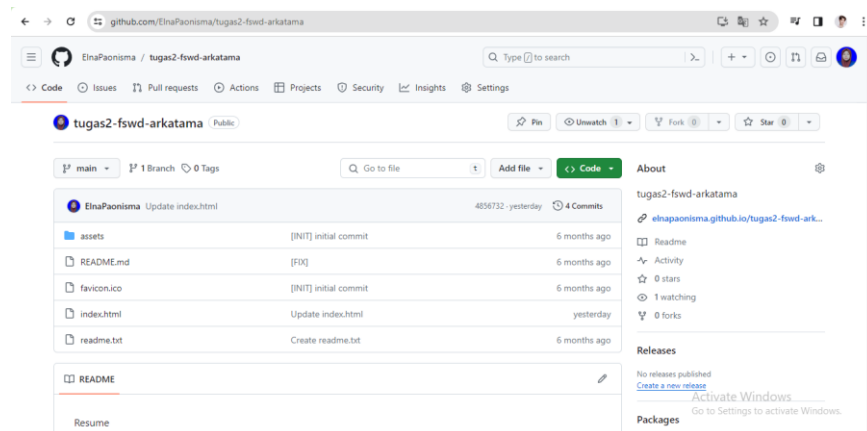 github.com/ElnaPaonisma/tugas2-fswd-arkatama
ElnaPaonisma / tugas2-fswd-arkatama
Type / to search
Code Issues Pull requests Actions Projects Security Insights Settings
tugas2-fswd-arkatama Public
Pin Unwatch 1 Fork 0 Star 0
main 1 Branch 0 Tags Go to file t Add file Code
ElnaPaonisma Update index.html 4856732 · yesterday 4 Commits
assets [INIT] initial commit 6 months ago
README.md [FIX] 6 months ago
favicon.ico [INIT] initial commit 6 months ago
index.html Update index.html yesterday
readme.txt Create readme.txt 6 months ago
README
Resume
About
tugas2-fswd-arkatama
elnapaonisma.github.io/tugas2-fswd-ark...
Readme
Activity
0 stars
1 watching
0 forks
Releases
No releases published
Create a new release
Packages
Activate Windows
Go to Settings to activate Windows.